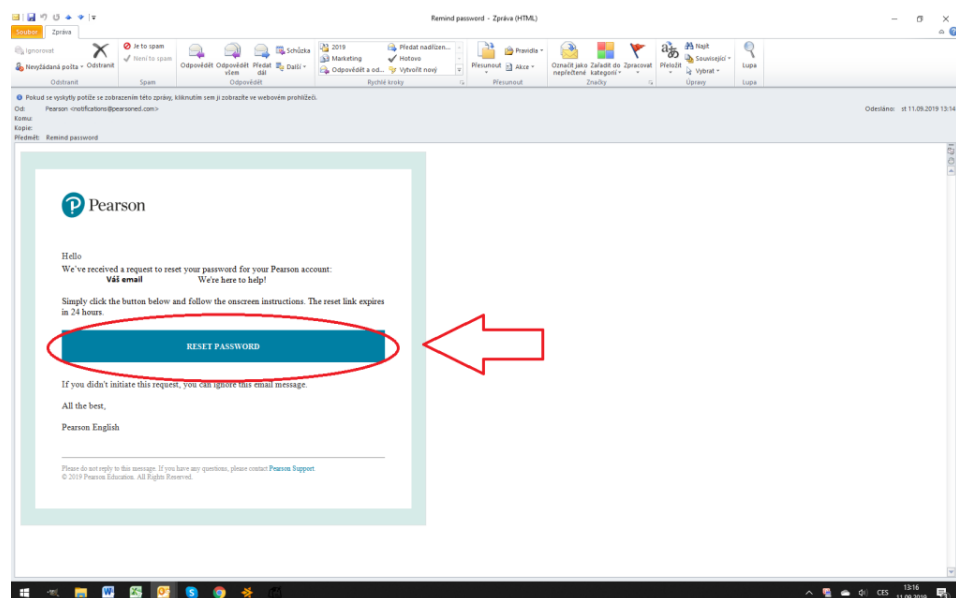 Remind password - Zpráva (HTML)
Soubor Zpráva
Ignorovat
Nevyžádaná pošta
Odstranit
Odstranit
Je to spam
Není to spam
Spam
Odpovědět Odpovědět všem Předat dál
Schůzka
Další
Odpovědět
2019
Marketing
Odpovědět a od...
Předat nadřízen...
Hotovo
Vytvořit nový
Rychlé kroky
Přesunout
Pravidla
Akce
Přesunout
Označit jako nepřečtené Zařadit do kategorií Zpracovat
Značky
Přeložit
Najít
Související
Vybrat
Úpravy
Lupa
Lupa
Pokud se vyskytly potíže se zobrazením této zprávy, kliknutím sem ji zobrazíte ve webovém prohlížeči.
Od: Pearson <notifications@pearsoned.com> Odesláno: st 11.09.2019 13:14
Komu:
Kopie:
Předmět: Remind password
Pearson
Hello
We've received a request to reset your password for your Pearson account:
Váš email We're here to help!
Simply click the button below and follow the onscreen instructions. The reset link expires
in 24 hours.
RESET PASSWORD
If you didn't initiate this request, you can ignore this email message.
All the best,
Pearson English
Please do not reply to this message. If you have any questions, please contact Pearson Support
© 2019 Pearson Education. All Rights Reserved.
CES
13:16
11.09.2019